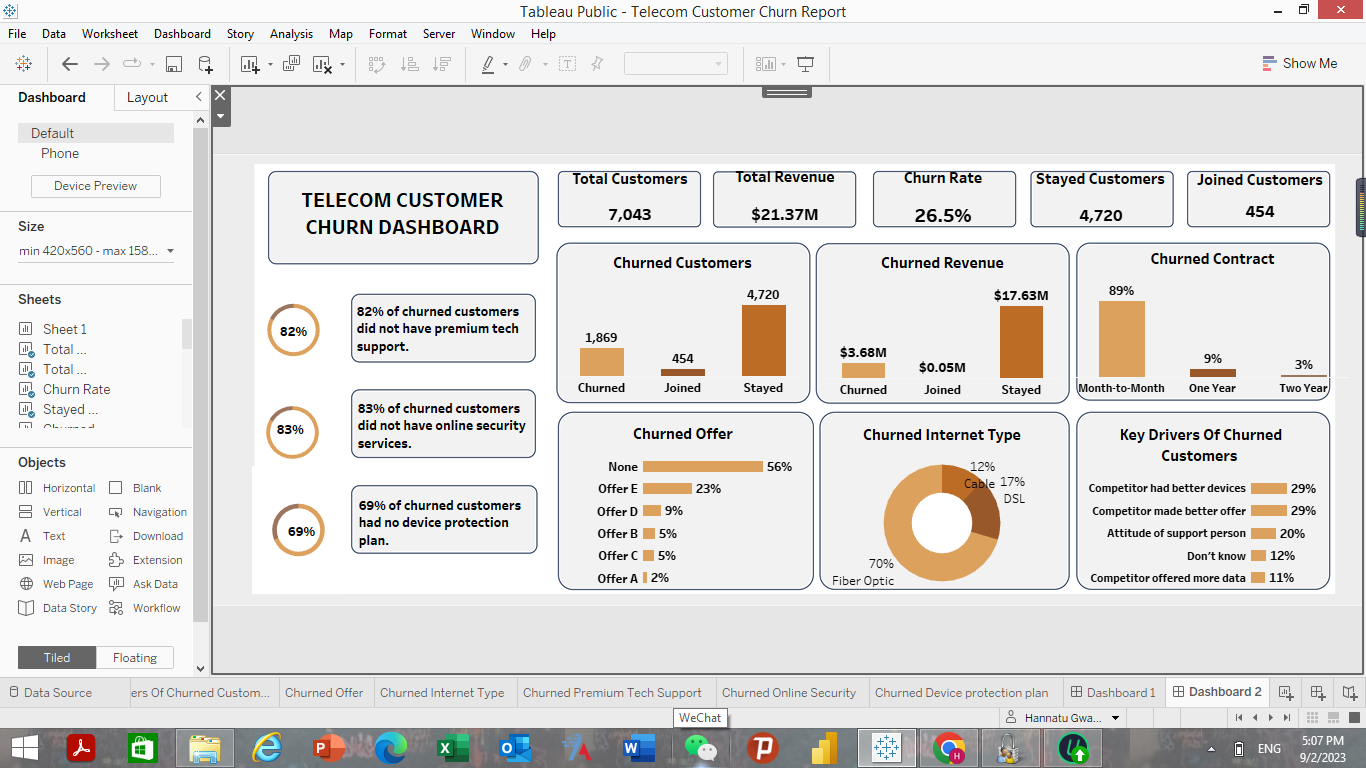 Tableau Public - Telecom Customer Churn Report
File Data Worksheet Dashboard Story Analysis Map Format Server Window Help
Show Me
Dashboard Layout
Default
Phone
Device Preview
Size
min 420x560 - max 158...
Sheets
Sheet 1
Total ...
Total ...
Churn Rate
Stayed ...
Churned
Objects
Horizontal Blank
Vertical Navigation
Text Download
Image Extension
Web Page Ask Data
Data Story Workflow
Tiled Floating
TELECOM CUSTOMER
CHURN DASHBOARD
Total Customers
7,043
Total Revenue
$21.37M
Churn Rate
26.5%
Stayed Customers
4,720
Joined Customers
454
82%
82% of churned customers
did not have premium tech
support.
83%
83% of churned customers
did not have online security
services.
69%
69% of churned customers
had no device protection
plan.
Churned Customers
4,720
1,869
454
Churned Joined Stayed
Churned Revenue
$17.63M
$3.68M
$0.05M
Churned Joined Stayed
Churned Contract
89%
9%
3%
Month-to-Month One Year Two Year
Churned Offer
None 56%
Offer E 23%
Offer D 9%
Offer B 5%
Offer C 5%
Offer A 2%
Churned Internet Type
12%
Cable
17%
DSL
70%
Fiber Optic
Key Drivers Of Churned
Customers
Competitor had better devices 29%
Competitor made better offer 29%
Attitude of support person 20%
Don't know 12%
Competitor offered more data 11%
Data Source ers Of Churned Custom... Churned Offer Churned Internet Type Churned Premium Tech Support Churned Online Security Churned Device protection plan Dashboard 1 Dashboard 2
WeChat
Hannatu Gwa...
ENG
5:07 PM
9/2/2023